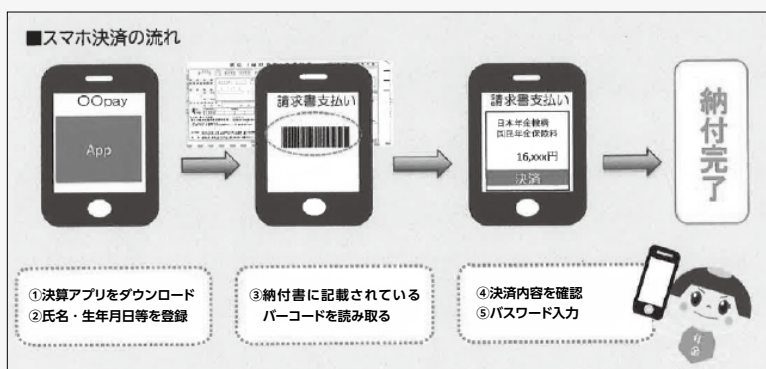 ■スマホ決済の流れ
〇〇pay
App
請求書支払い
請求書支払い
日本年金機構
国民年金保険料
16,xxx円
決済
納付完了
①決算アプリをダウンロード
②氏名・生年月日等を登録
③納付書に記載されている
バーコードを読み取る
④決済内容を確認
⑤パスワード入力
年金